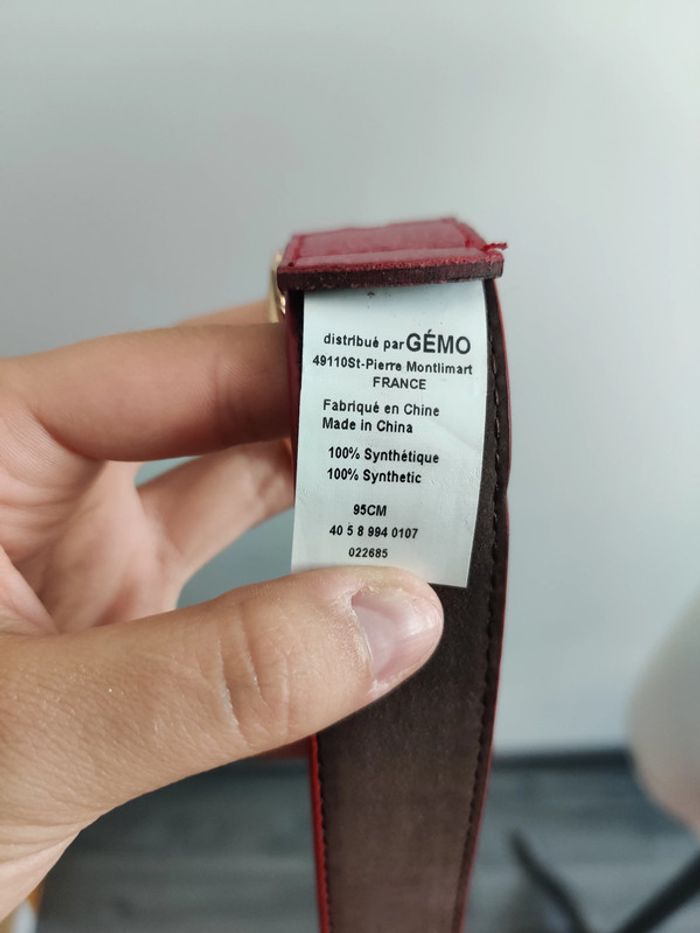 distribué par GÉMO
49110St-Pierre Montlimart
FRANCE
Fabriqué en Chine
Made in China
100% Synthétique
100% Synthetic
95CM
40 5 8 994 0107
022685